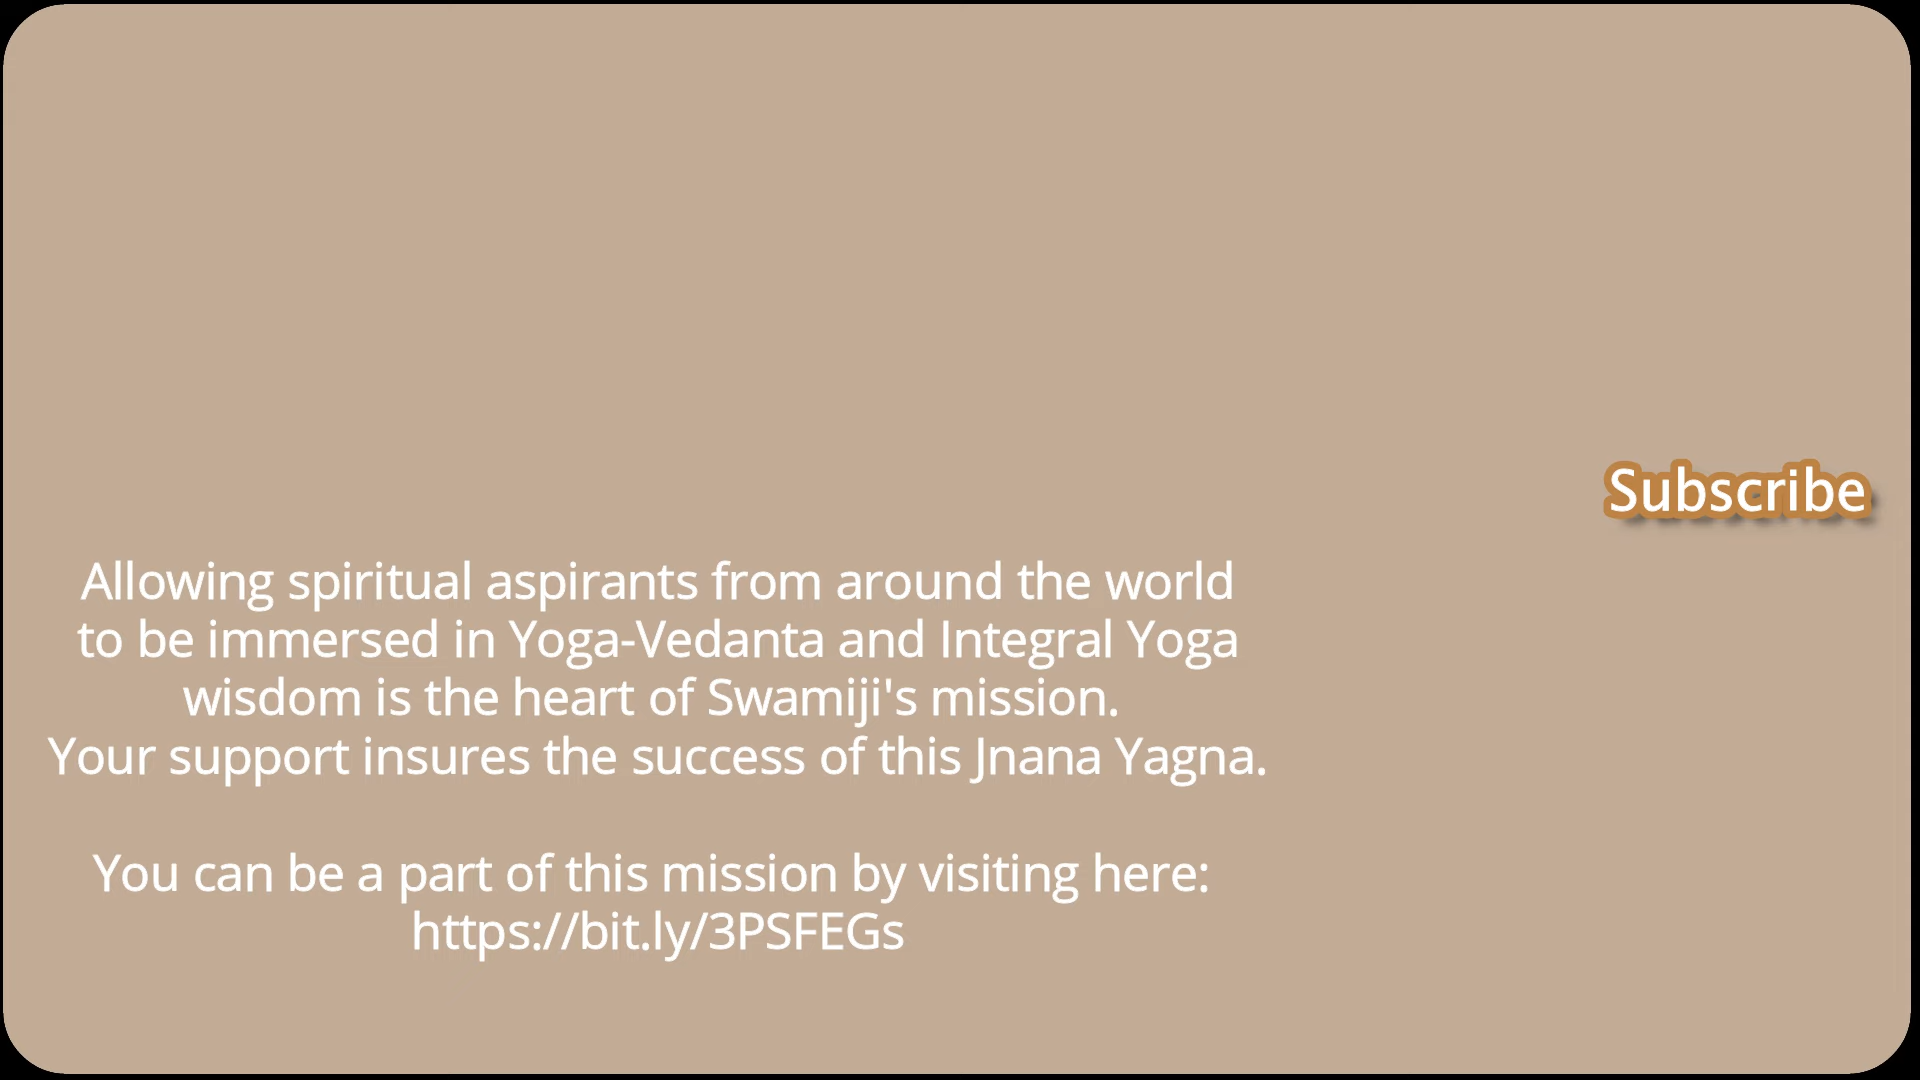 Subscribe
Allowing spiritual aspirants from around the world
to be immersed in Yoga-Vedanta and Integral Yoga
wisdom is the heart of Swamiji's mission.
Your support insures the success of this Jnana Yagna.
You can be a part of this mission by visiting here:
https://bit.ly/3PSFEGs